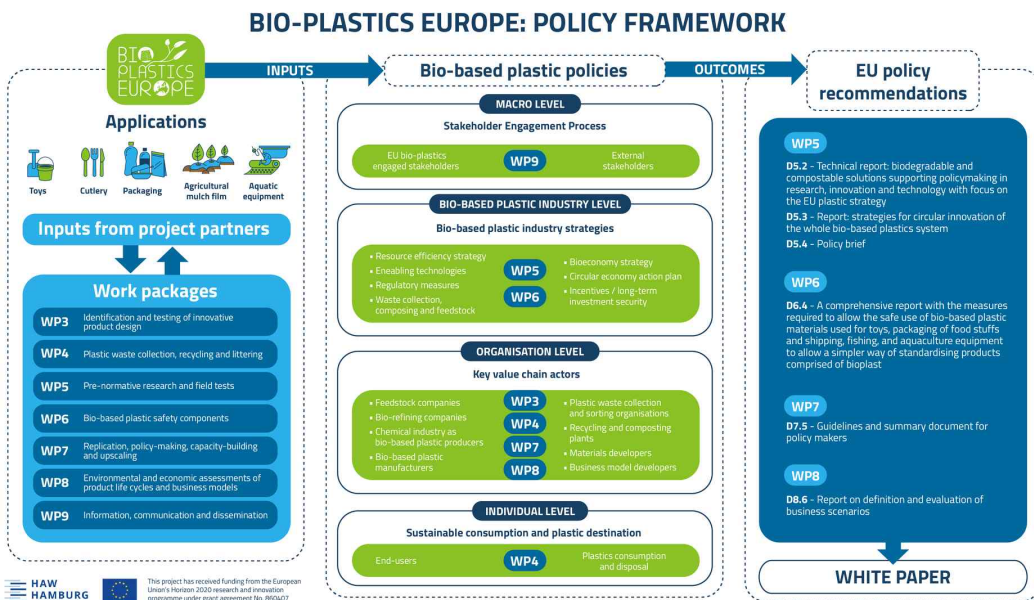 BIO-PLASTICS EUROPE: POLICY FRAMEWORK
BIO
PLASTICS
EUROPE
INPUTS
Bio-based plastic policies
OUTCOMES
EU policy
recommendations
Applications
Toys
Cutlery
Packaging
Agricultural
mulch film
Aquatic
equipment
Inputs from project partners
Work packages
WP3
Identification and testing of innovative
product design
WP4
Plastic waste collection, recycling and littering
WP5
Pre-normative research and field tests
WP6
Bio-based plastic safety components
WP7
Replication, policy-making, capacity-building
and upscaling
WP8
Environmental and economic assessments of
product life cycles and business models
WP9
Information, communication and dissemination
HAW
HAMBURG
This project has received funding from the European
Union's Horizon 2020 research and innovation
programme under grant agreement No. 860407
MACRO LEVEL
Stakeholder Engagement Process
EU bio-plastics
engaged stakeholders
WP9
External
stakeholders
BIO-BASED PLASTIC INDUSTRY LEVEL
Bio-based plastic industry strategies
• Resource efficiency strategy
• Eneabling technologies
• Regulatory measures
• Waste collection,
composing and feedstock
WP5
WP6
• Bioeconomy strategy
• Circular economy action plan
• Incentives / long-term
investment security
ORGANISATION LEVEL
Key value chain actors
• Feedstock companies
• Bio-refining companies
• Chemical industry as
bio-based plastic producers
• Bio-based plastic
manufacturers
WP3
WP4
WP7
WP8
• Plastic waste collection
and sorting organisations
• Recycling and composting
plants
• Materials developers
• Business model developers
INDIVIDUAL LEVEL
Sustainable consumption and plastic destination
End-users
WP4
Plastics consumption
and disposal
WP5
D5.2 - Technical report: biodegradable and
compostable solutions supporting policymaking in
research, innovation and technology with focus on
the EU plastic strategy
D5.3 - Report: strategies for circular innovation of
the whole bio-based plastics system
D5.4 - Policy brief
WP6
D6.4 - A comprehensive report with the measures
required to allow the safe use of bio-based plastic
materials used for toys, packaging of food stuffs
and shipping, fishing, and aquaculture equipment
to allow a simpler way of standardising products
comprised of bioplast
WP7
D7.5 - Guidelines and summary document for
policy makers
WP8
D8.6 - Report on definition and evaluation of
business scenarios
WHITE PAPER